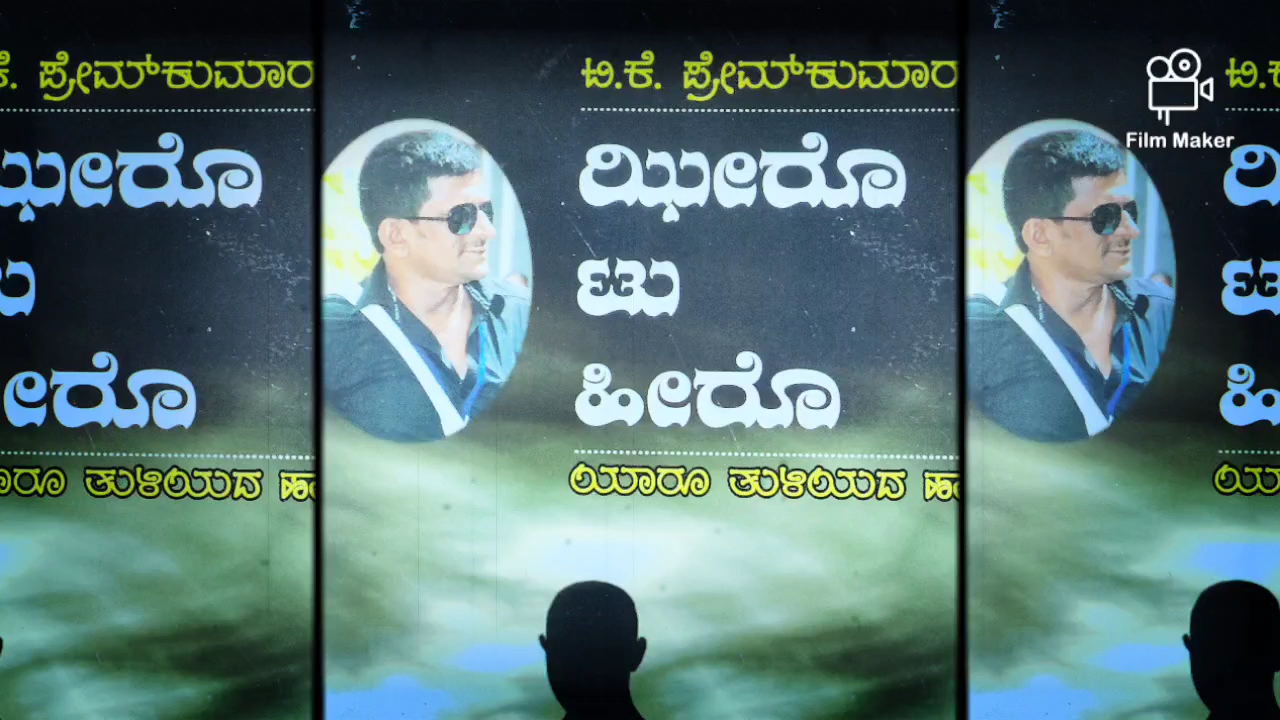 ಟಿ.ಕೆ. ಪ್ರೇಮ್‌ಕುಮಾರ
ಝೀರೊ
ಟು
ಹೀರೊ
ಯಾರೂ ತುಳಿಯದ
Film Maker